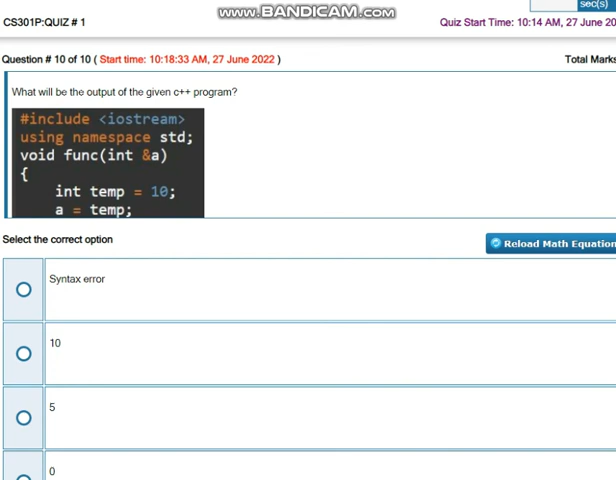 www.BANDICAM.com
sec(s)
CS301P:QUIZ # 1
Quiz Start Time: 10:14 AM, 27 June 20
Question # 10 of 10 ( Start time: 10:18:33 AM, 27 June 2022 )
Total Marks
What will be the output of the given c++ program?
#include <iostream>
using namespace std;
void func(int &a)
{
int temp = 10;
a = temp;
Select the correct option
Reload Math Equation
Syntax error
10
5
0